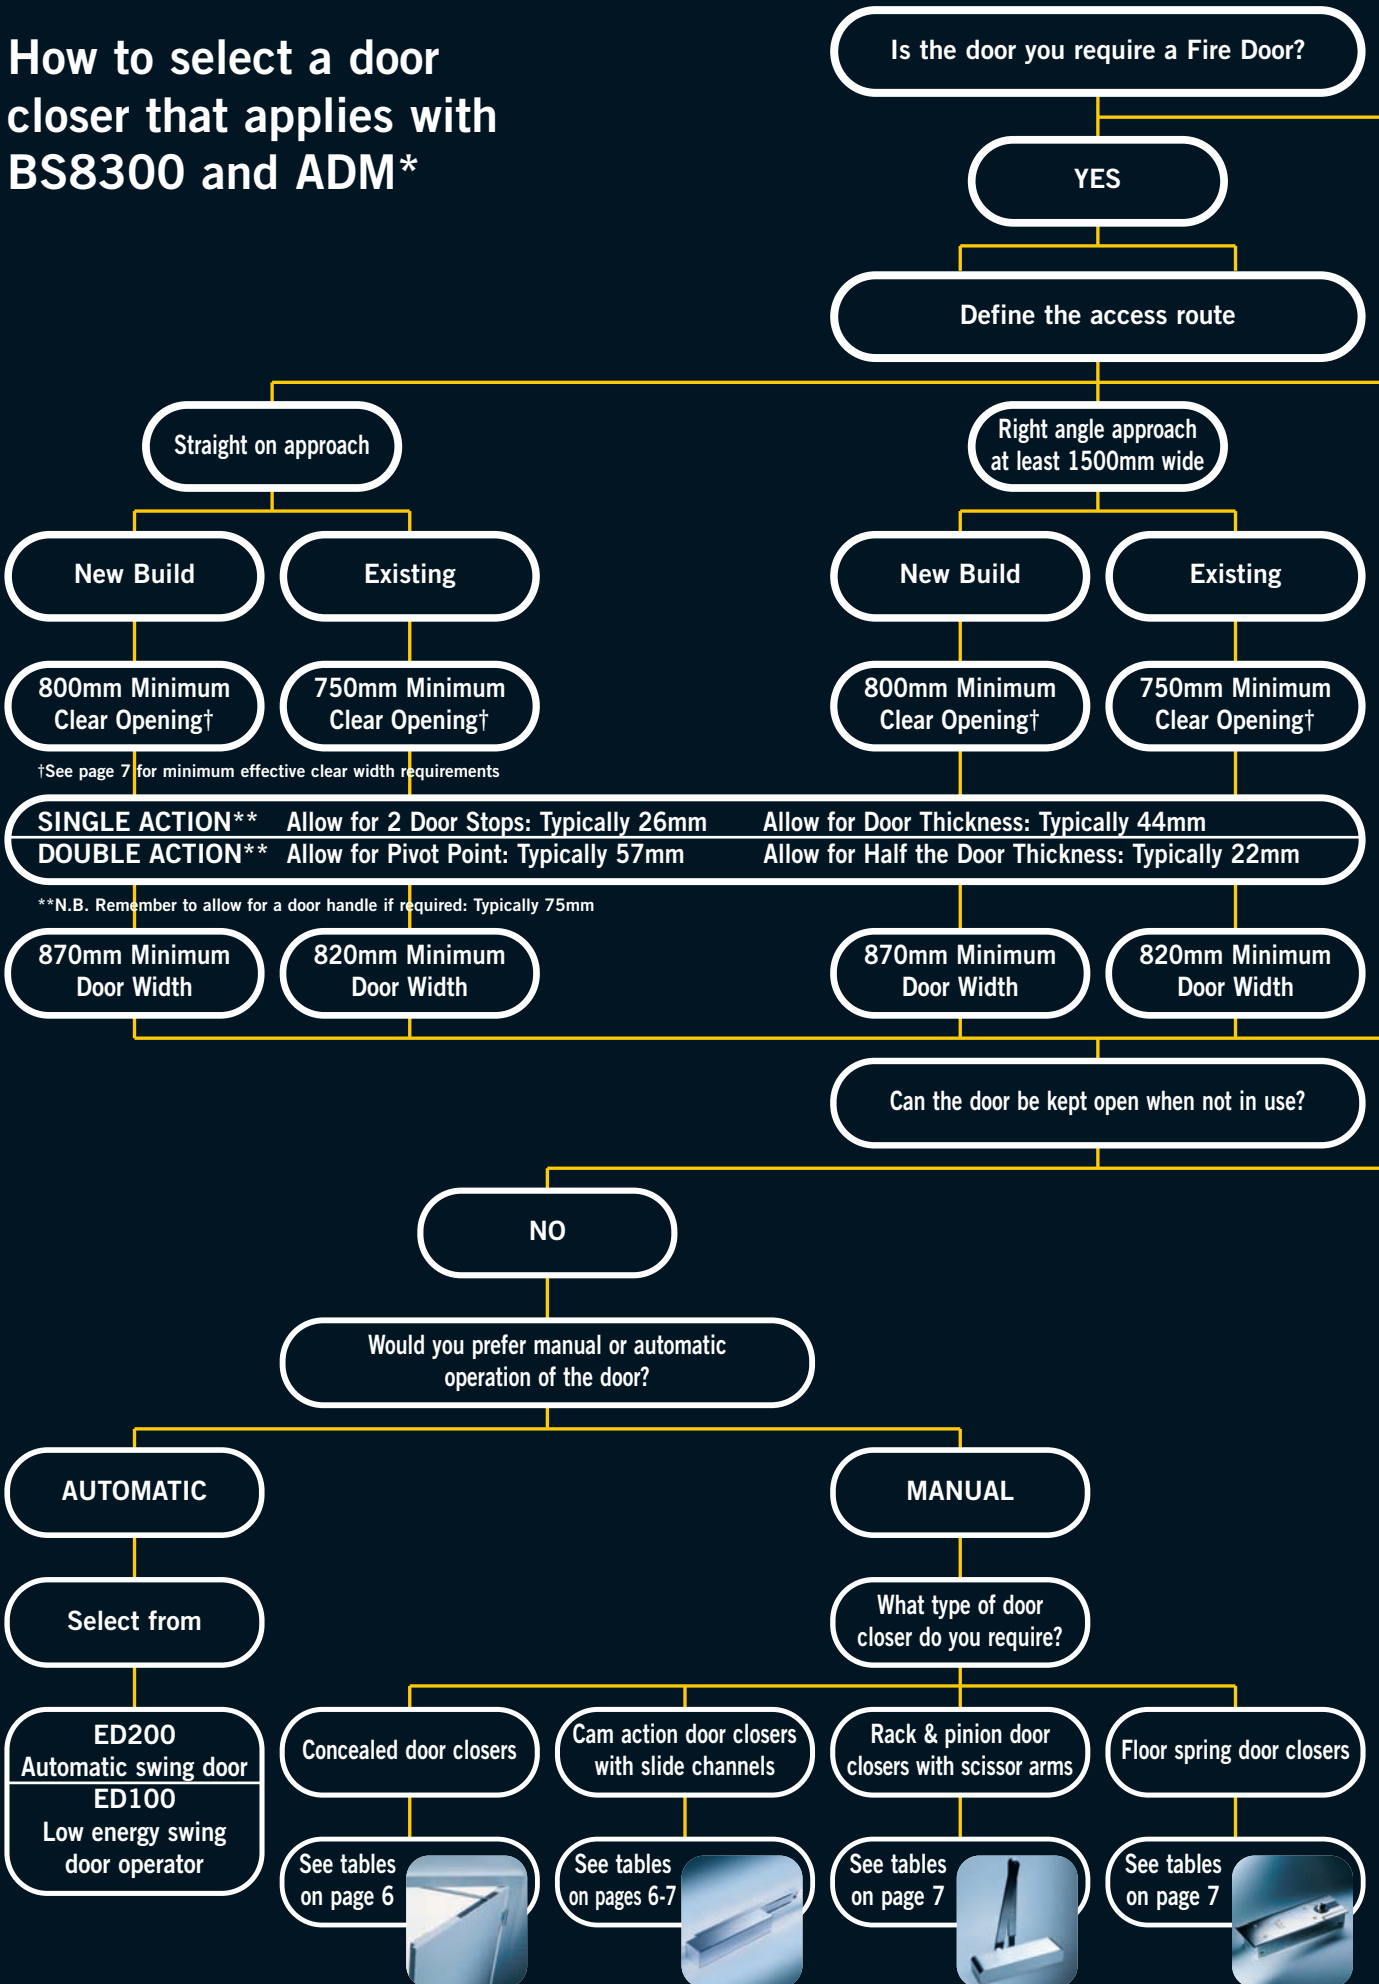 How to select a door
closer that applies with
BS8300 and ADM*
Is the door you require a Fire Door?
YES
Define the access route
Straight on approach
Right angle approach
at least 1500mm wide
New Build
Existing
New Build
Existing
800mm Minimum
Clear Opening†
750mm Minimum
Clear Opening†
800mm Minimum
Clear Opening†
750mm Minimum
Clear Opening†
†See page 7 for minimum effective clear width requirements
SINGLE ACTION** Allow for 2 Door Stops: Typically 26mm Allow for Door Thickness: Typically 44mm
DOUBLE ACTION** Allow for Pivot Point: Typically 57mm Allow for Half the Door Thickness: Typically 22mm
**N.B. Remember to allow for a door handle if required: Typically 75mm
870mm Minimum
Door Width
820mm Minimum
Door Width
870mm Minimum
Door Width
820mm Minimum
Door Width
Can the door be kept open when not in use?
NO
Would you prefer manual or automatic
operation of the door?
AUTOMATIC
MANUAL
Select from
What type of door
closer do you require?
ED200
Automatic swing door
ED100
Low energy swing
door operator
Concealed door closers
Cam action door closers
with slide channels
Rack & pinion door
closers with scissor arms
Floor spring door closers
See tables
on page 6
See tables
on pages 6-7
See tables
on page 7
See tables
on page 7